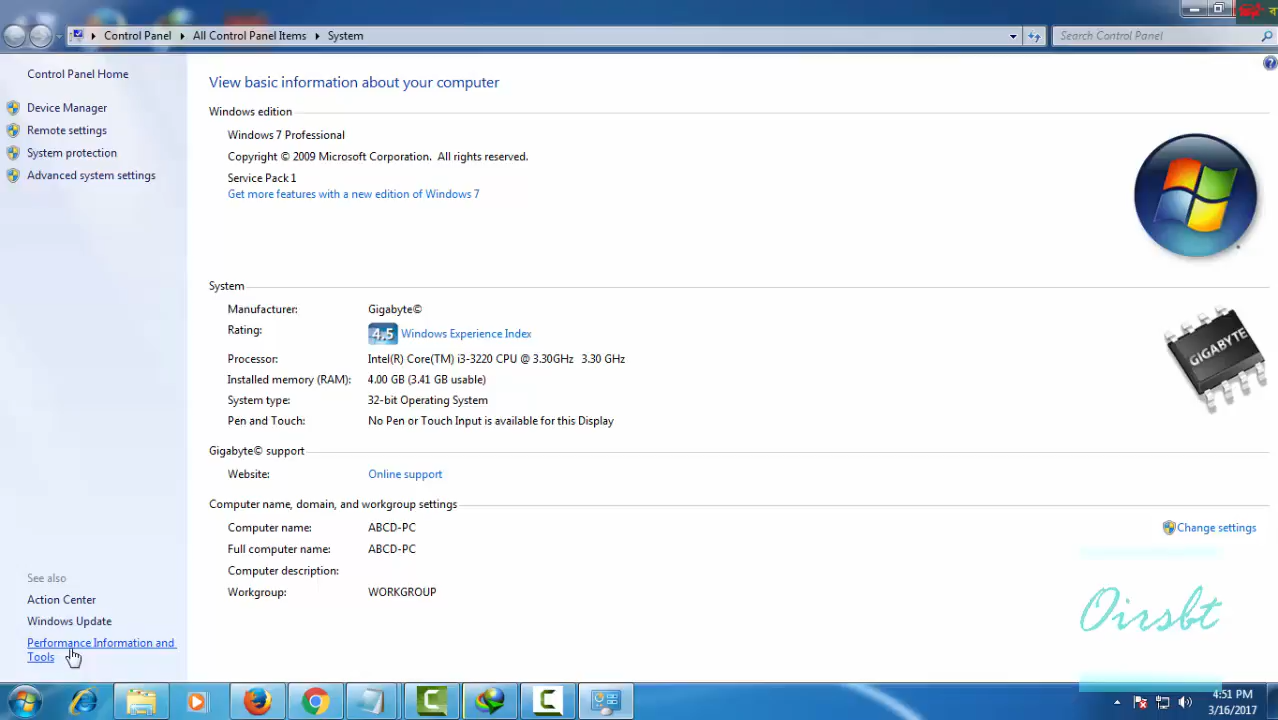 Control Panel All Control Panel Items System
Search Control Panel
Control Panel Home
Device Manager
Remote settings
System protection
Advanced system settings
See also
Action Center
Windows Update
Performance Information and
Tools
View basic information about your computer
Windows edition
Windows 7 Professional
Copyright © 2009 Microsoft Corporation. All rights reserved.
Service Pack 1
Get more features with a new edition of Windows 7
System
Manufacturer: Gigabyte©
Rating: 4.5 Windows Experience Index
Processor: Intel(R) Core(TM) i3-3220 CPU @ 3.30GHz 3.30 GHz
Installed memory (RAM): 4.00 GB (3.41 GB usable)
System type: 32-bit Operating System
Pen and Touch: No Pen or Touch Input is available for this Display
GIGABYTE
Gigabyte© support
Website: Online support
Computer name, domain, and workgroup settings
Computer name: ABCD-PC
Change settings
Full computer name: ABCD-PC
Computer description:
Workgroup: WORKGROUP
Oirsbt
4:51 PM
3/16/2017